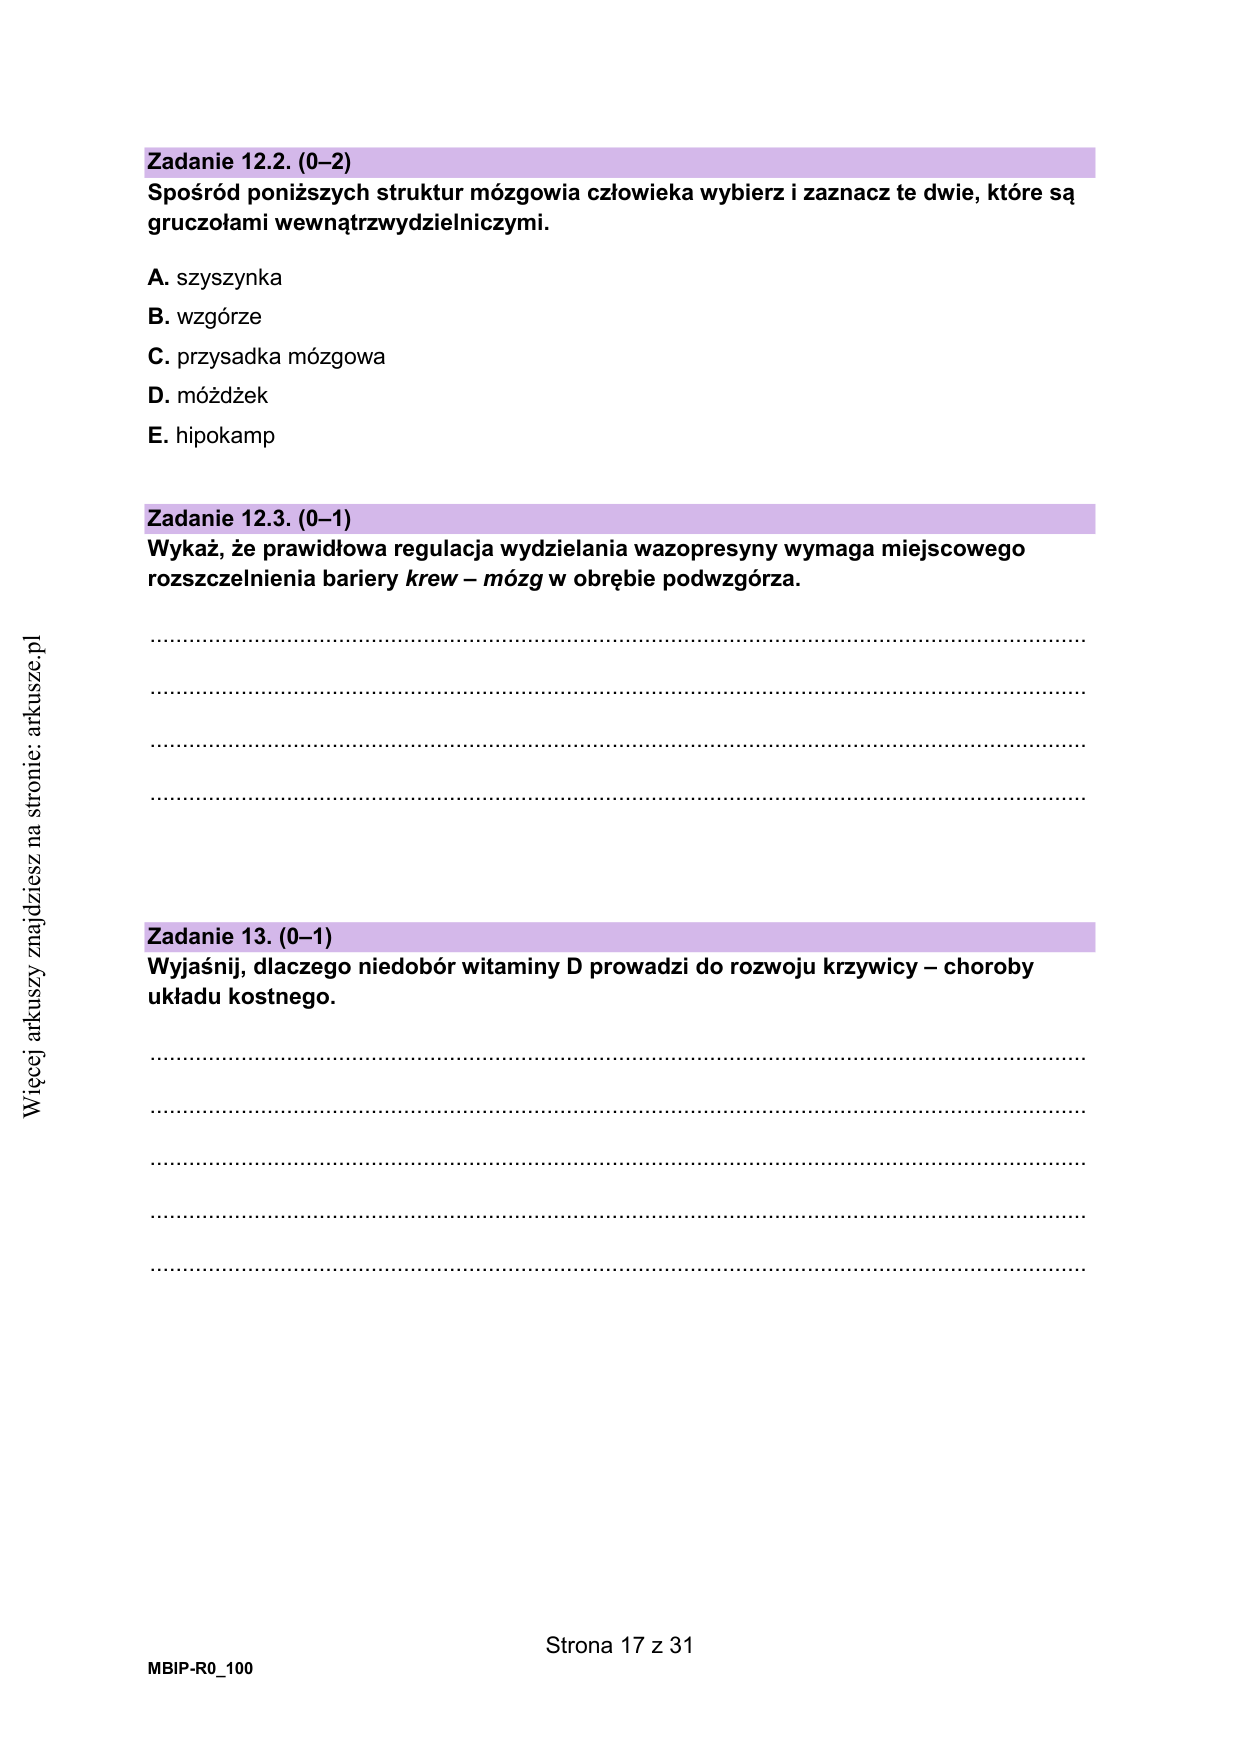 Zadanie 12.2. (0–2)
Spośród poniższych struktur mózgowia człowieka wybierz i zaznacz te dwie, które są
gruczołami wewnątrzwydzielniczymi.
A. szyszynka
B. wzgórze
C. przysadka mózgowa
D. móżdżek
E. hipokamp
Zadanie 12.3. (0–1)
Wykaż, że prawidłowa regulacja wydzielania wazopresyny wymaga miejscowego
rozszczelnienia bariery krew – mózg w obrębie podwzgórza.
Zadanie 13. (0–1)
Wyjaśnij, dlaczego niedobór witaminy D prowadzi do rozwoju krzywicy – choroby
układu kostnego.
Więcej arkuszy znajdziesz na stronie: arkusze.pl
Strona 17 z 31
MBIP-R0_100